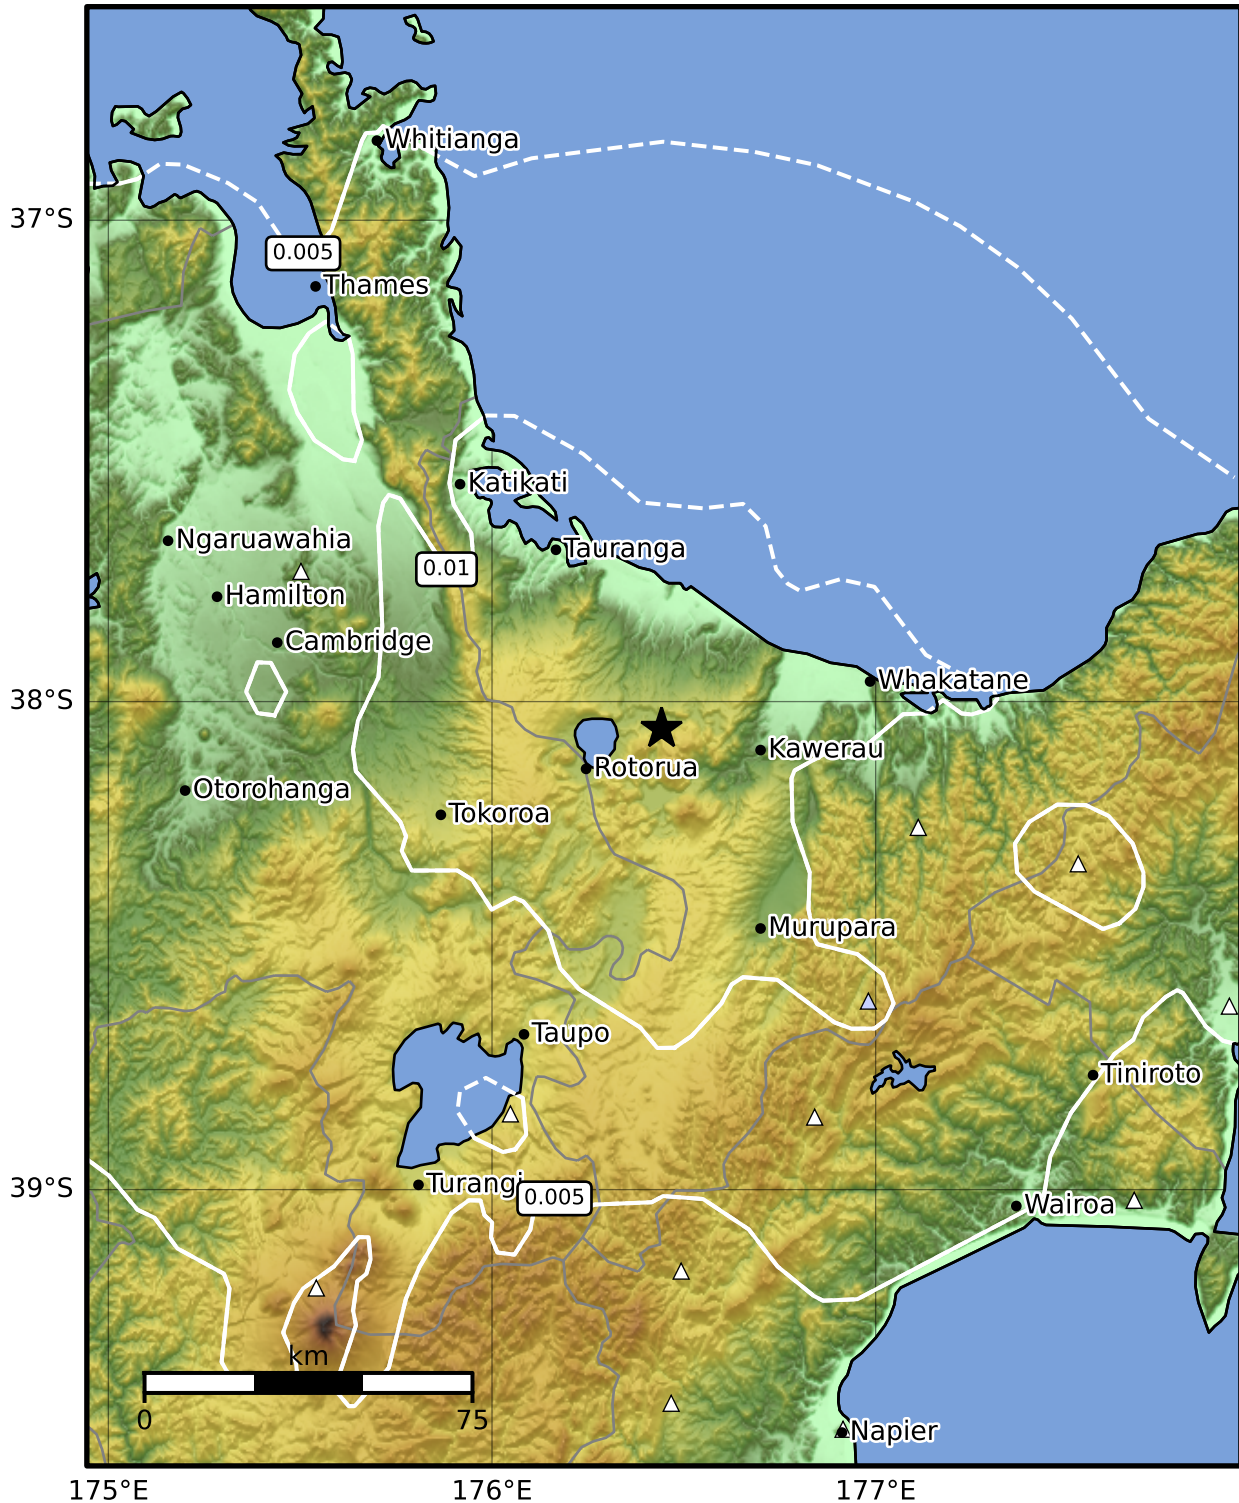 Whitianga
37°S
0.005
Thames
Katikati
Ngaruawahia
Tauranga
0.01
Hamilton
Cambridge
Whakatane
38°S
Kawerau
Rotorua
Otorohanga
Tokoroa
Murupara
Taupo
Tiniroto
39°S
Turangi
0.005
Wairoa
km
0
75
Napier
175°E
176°E
177°E